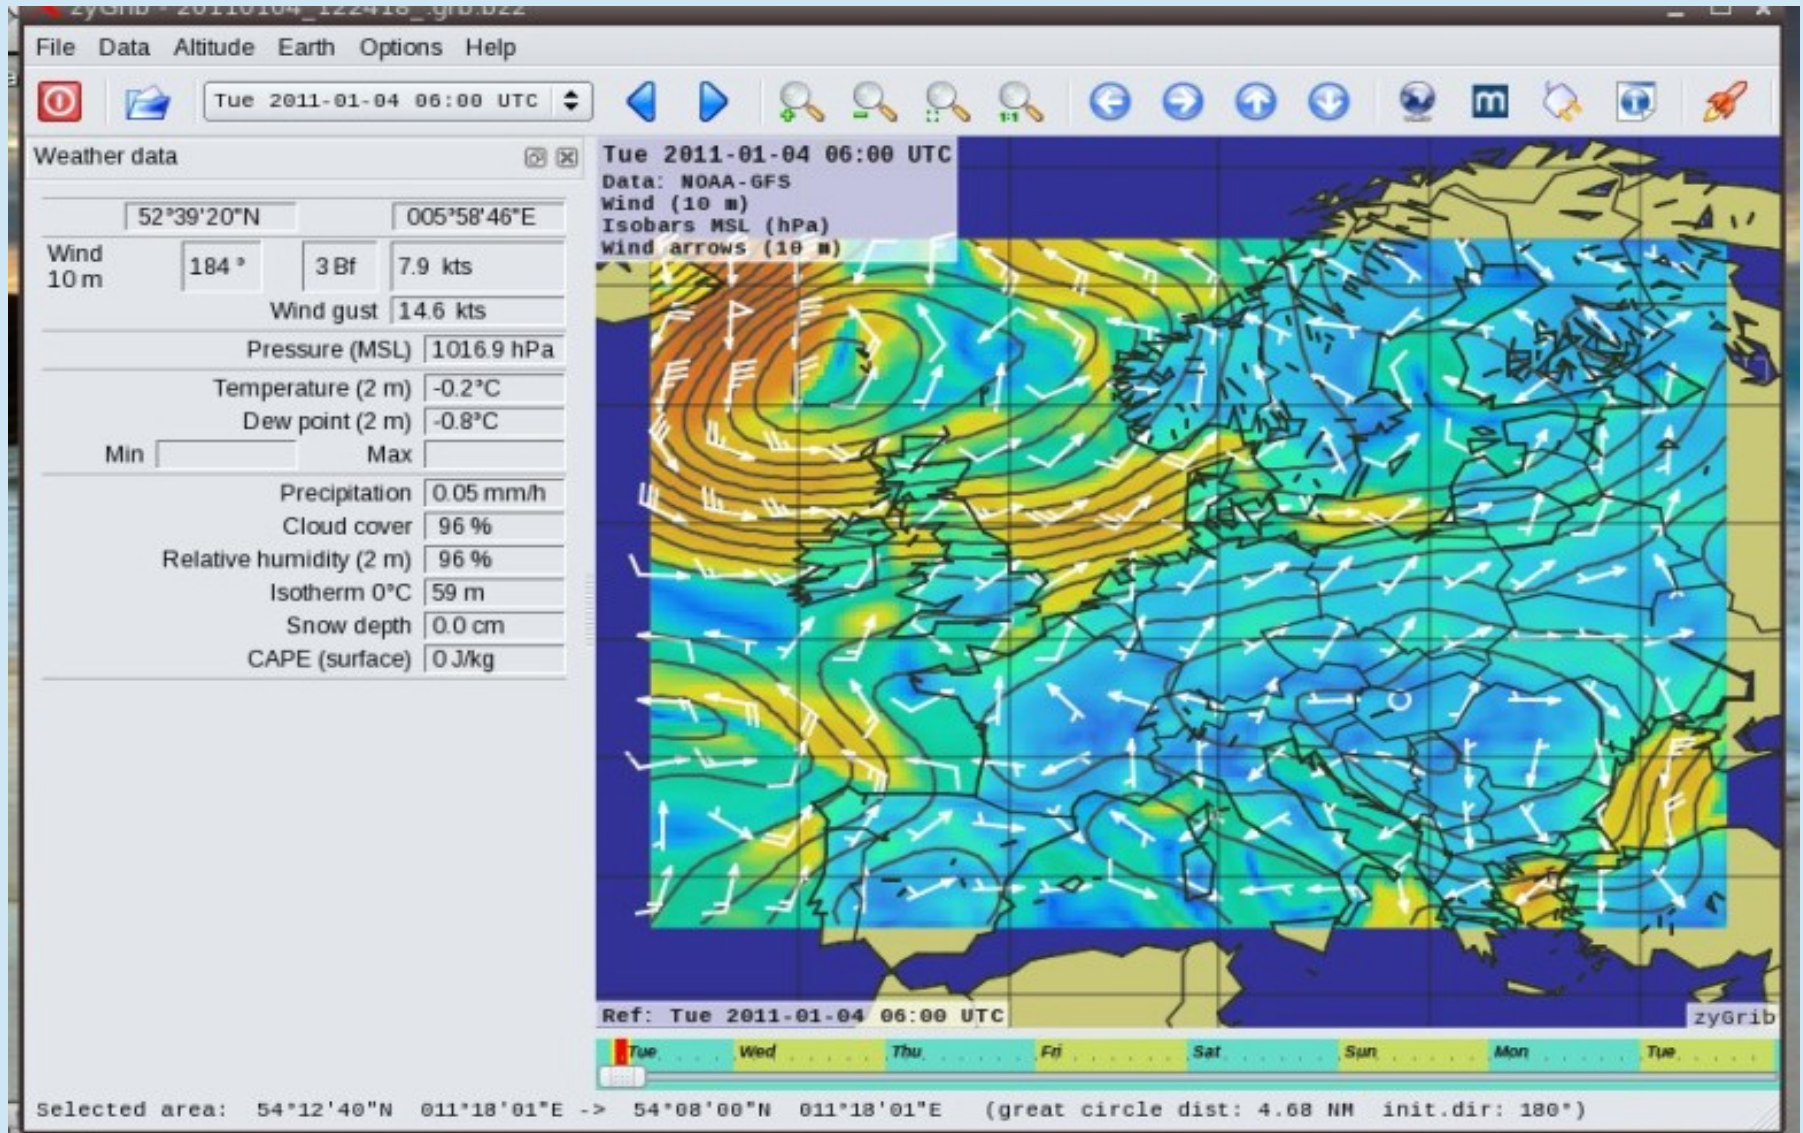 zyGrib - 20110104_122418_.grb.bz2
File Data Altitude Earth Options Help
Tue 2011-01-04 06:00 UTC
1:1
m
Weather data
52°39'20"N 005°58'46"E
Wind
10 m
184 °
3 Bf
7.9 kts
Wind gust 14.6 kts
Pressure (MSL) 1016.9 hPa
Temperature (2 m) -0.2°C
Dew point (2 m) -0.8°C
Min Max
Precipitation 0.05 mm/h
Cloud cover 96 %
Relative humidity (2 m) 96 %
Isotherm 0°C 59 m
Snow depth 0.0 cm
CAPE (surface) 0 J/kg
Tue 2011-01-04 06:00 UTC
Data: NOAA-GFS
Wind (10 m)
Isobars MSL (hPa)
Wind arrows (10 m)
Ref: Tue 2011-01-04 06:00 UTC
zyGrib
Tue Wed Thu Fri Sat Sun Mon Tue
Selected area: 54°12'40"N 011°18'01"E -> 54°08'00"N 011°18'01"E (great circle dist: 4.68 NM init.dir: 180°)